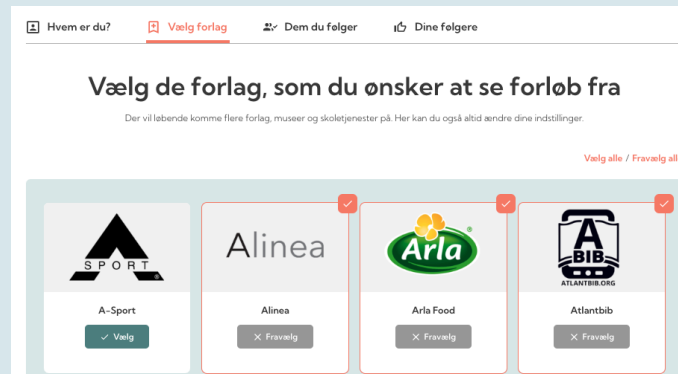 Hvem er du?
Vælg forlag
Dem du følger
Dine følgere
Vælg de forlag, som du ønsker at se forløb fra
Der vil løbende komme flere forlag, museer og skoletjenester på. Her kan du også altid ændre dine indstillinger.
Vælg alle / Fravælg all
SPORT
®
Alinea
Arla
®
A
BIB
ATLANTBIB.ORG
A-Sport
Alinea
Arla Food
Atlantbib
Vælg
Fravælg
Fravælg
Fravælg